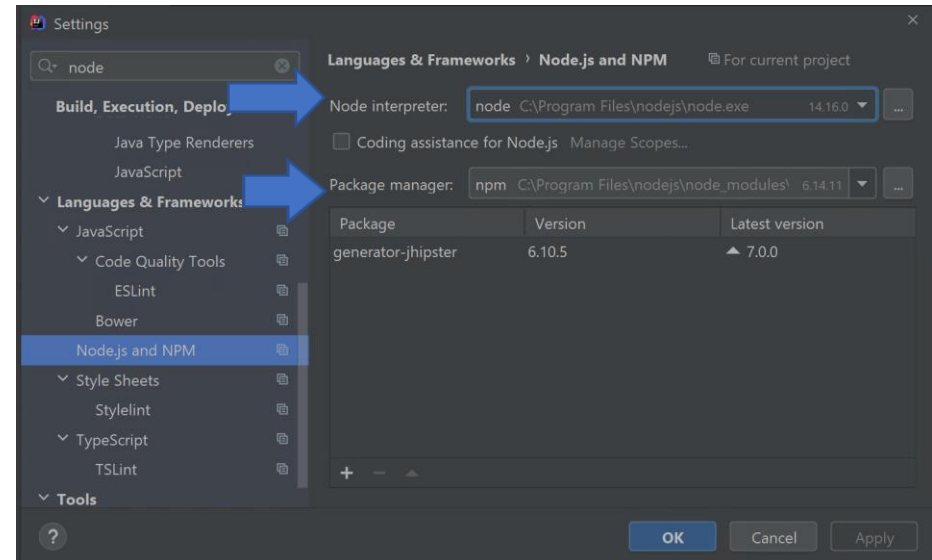 Settings
node
Build, Execution, Deploy
Java Type Renderers
JavaScript
Languages & Frameworks
JavaScript
Code Quality Tools
ESLint
Bower
Node.js and NPM
Style Sheets
Stylelint
TypeScript
TSLint
Tools
Languages & Frameworks › Node.js and NPM For current project
Node interpreter: node C:\Program Files\nodejs\node.exe 14.16.0 ...
Coding assistance for Node.js Manage Scopes...
Package manager: npm C:\Program Files\nodejs\node_modules\ 6.14.11 ...
Package Version Latest version
generator-jhipster 6.10.5 7.0.0
? OK Cancel Apply